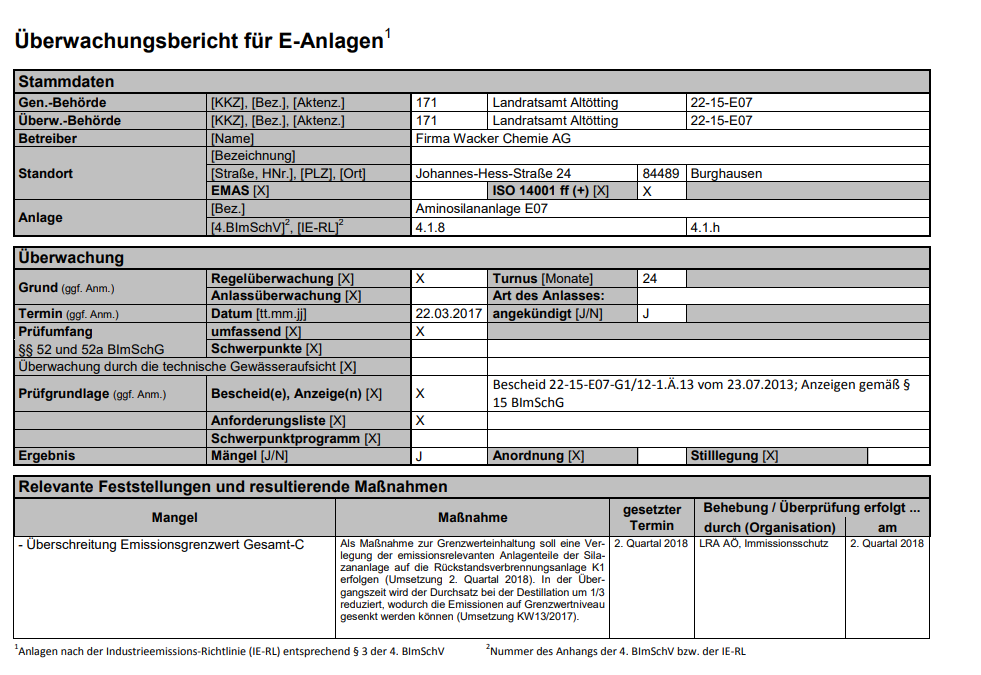 Überwachungsbericht für E-Anlagen1
Stammdaten
Gen.-Behörde [KKZ], [Bez.], [Aktenz.] 171 Landratsamt Altötting 22-15-E07
Überw.-Behörde [KKZ], [Bez.], [Aktenz.] 171 Landratsamt Altötting 22-15-E07
Betreiber [Name] Firma Wacker Chemie AG
Standort [Bezeichnung]
[Straße, HNr.], [PLZ], [Ort] Johannes-Hess-Straße 24 84489 Burghausen
EMAS [X] ISO 14001 ff (+) [X] X
Anlage [Bez.] Aminosilananlage E07
[4.BImSchV]2, [IE-RL]2 4.1.8 4.1.h
Überwachung
Grund (ggf. Anm.) Regelüberwachung [X] X Turnus [Monate] 24
Anlassüberwachung [X] Art des Anlasses:
Termin (ggf. Anm.) Datum [tt.mm.jj] 22.03.2017 angekündigt [J/N] J
Prüfumfang umfassend [X] X
§§ 52 und 52a BImSchG Schwerpunkte [X]
Überwachung durch die technische Gewässeraufsicht [X]
Prüfgrundlage (ggf. Anm.) Bescheid(e), Anzeige(n) [X] X Bescheid 22-15-E07-G1/12-1.Ä.13 vom 23.07.2013; Anzeigen gemäß §
15 BImSchG
Anforderungsliste [X] X
Schwerpunktprogramm [X]
Ergebnis Mängel [J/N] J Anordnung [X] Stilllegung [X]
Relevante Feststellungen und resultierende Maßnahmen
Mangel Maßnahme gesetzter Termin Behebung / Überprüfung erfolgt ...
durch (Organisation) am
- Überschreitung Emissionsgrenzwert Gesamt-C
Als Maßnahme zur Grenzwerteinhaltung soll eine Ver-
legung der emissionsrelevanten Anlagenteile der Sila-
zananlage auf die Rückstandsverbrennungsanlage K1
erfolgen (Umsetzung 2. Quartal 2018). In der Über-
gangszeit wird der Durchsatz bei der Destillation um 1/3
reduziert, wodurch die Emissionen auf Grenzwertniveau
gesenkt werden können (Umsetzung KW13/2017).
2. Quartal 2018 LRA AÖ, Immissionsschutz 2. Quartal 2018
1Anlagen nach der Industrieemissions-Richtlinie (IE-RL) entsprechend § 3 der 4. BImSchV 2Nummer des Anhangs der 4. BImSchV bzw. der IE-RL